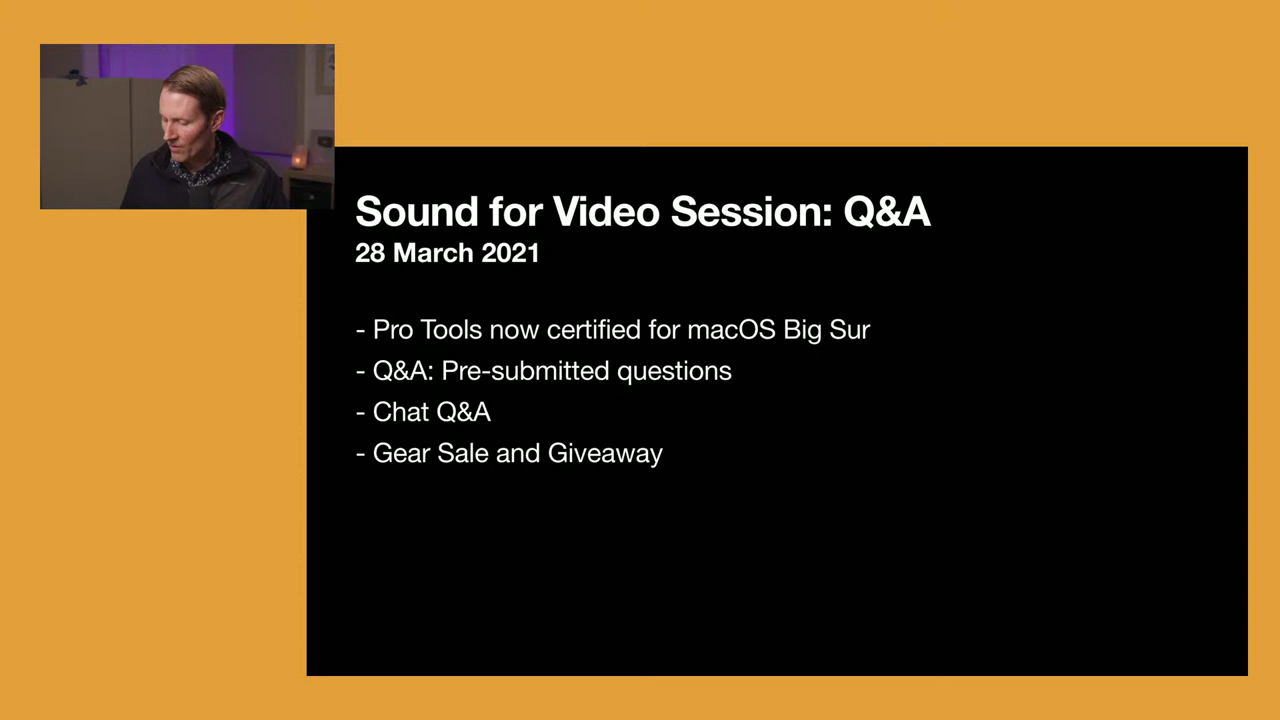 Sound for Video Session: Q&A
28 March 2021
- Pro Tools now certified for macOS Big Sur
- Q&A: Pre-submitted questions
- Chat Q&A
- Gear Sale and Giveaway